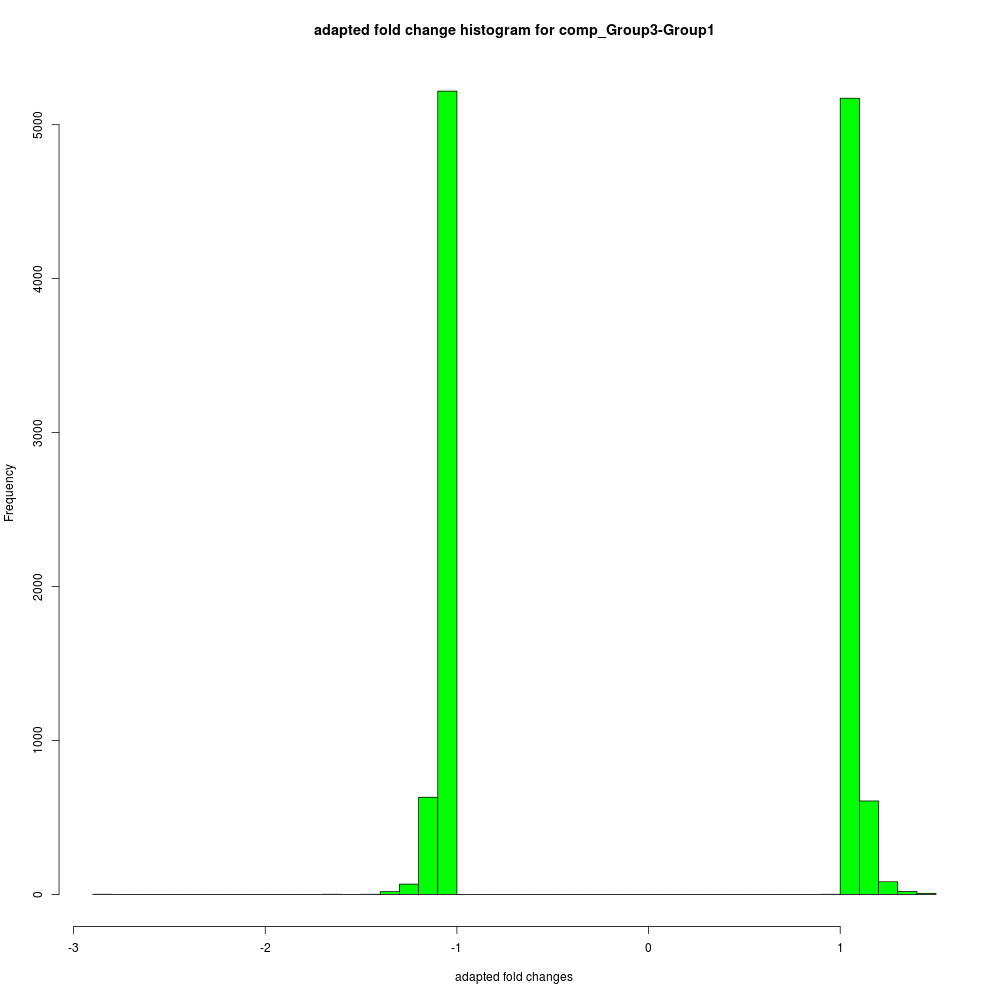 adapted fold change histogram for comp_Group3-Group1
Frequency
5000
4000
3000
2000
1000
0
-3 -2 -1 0 1
adapted fold changes